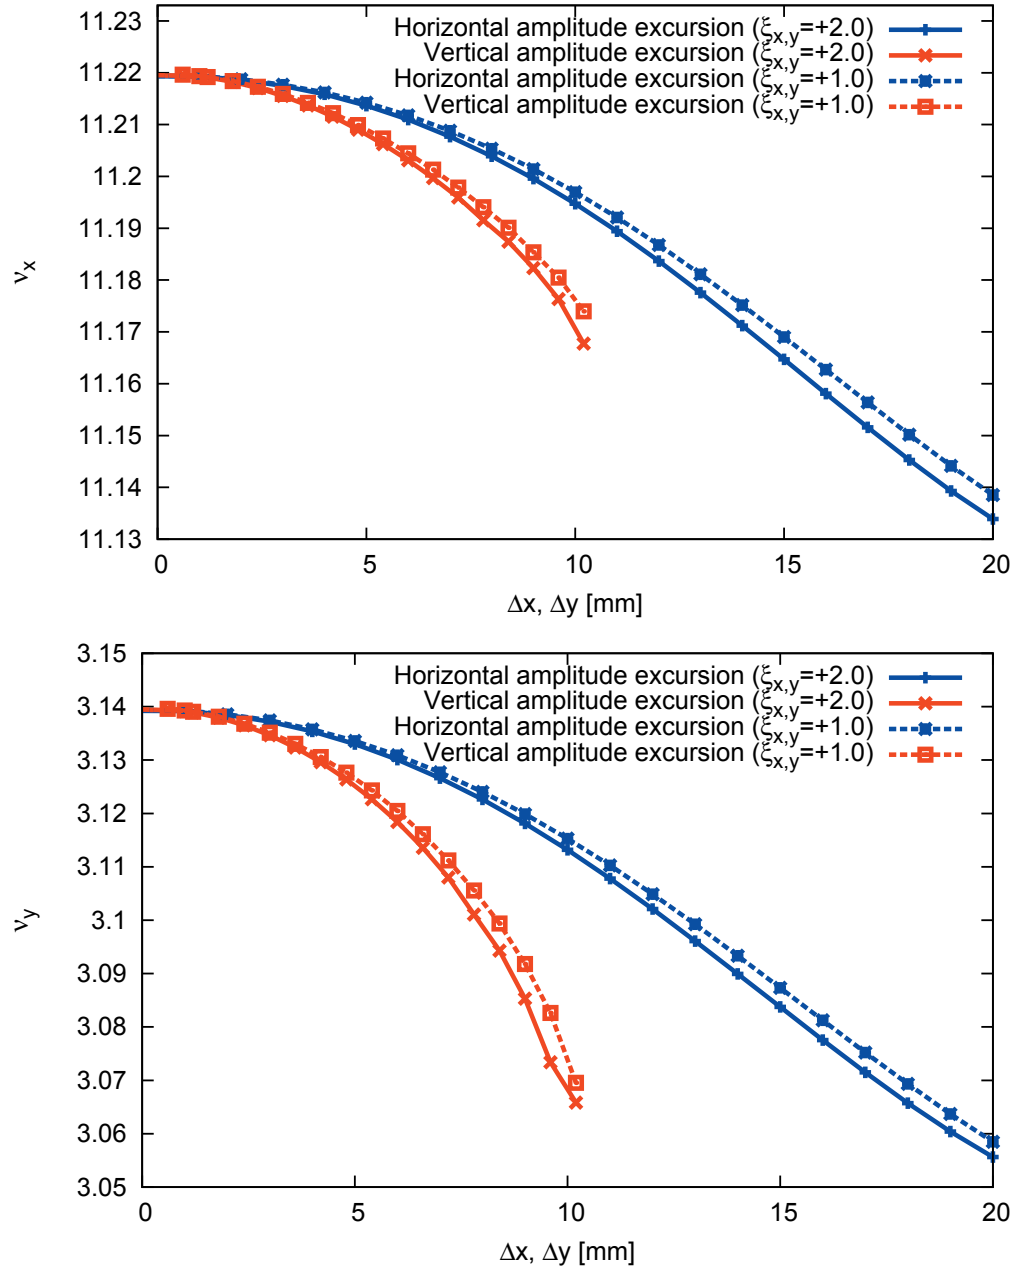 11.23
11.22
11.21
11.2
11.19
11.18
11.17
11.16
11.15
11.14
11.13
νx
Horizontal amplitude excursion (ξx,y=+2.0)
Vertical amplitude excursion (ξx,y=+2.0)
Horizontal amplitude excursion (ξx,y=+1.0)
Vertical amplitude excursion (ξx,y=+1.0)
0 5 10 15 20
Δx, Δy [mm]
3.15
3.14
3.13
3.12
3.11
3.1
3.09
3.08
3.07
3.06
3.05
νy
Horizontal amplitude excursion (ξx,y=+2.0)
Vertical amplitude excursion (ξx,y=+2.0)
Horizontal amplitude excursion (ξx,y=+1.0)
Vertical amplitude excursion (ξx,y=+1.0)
0 5 10 15 20
Δx, Δy [mm]